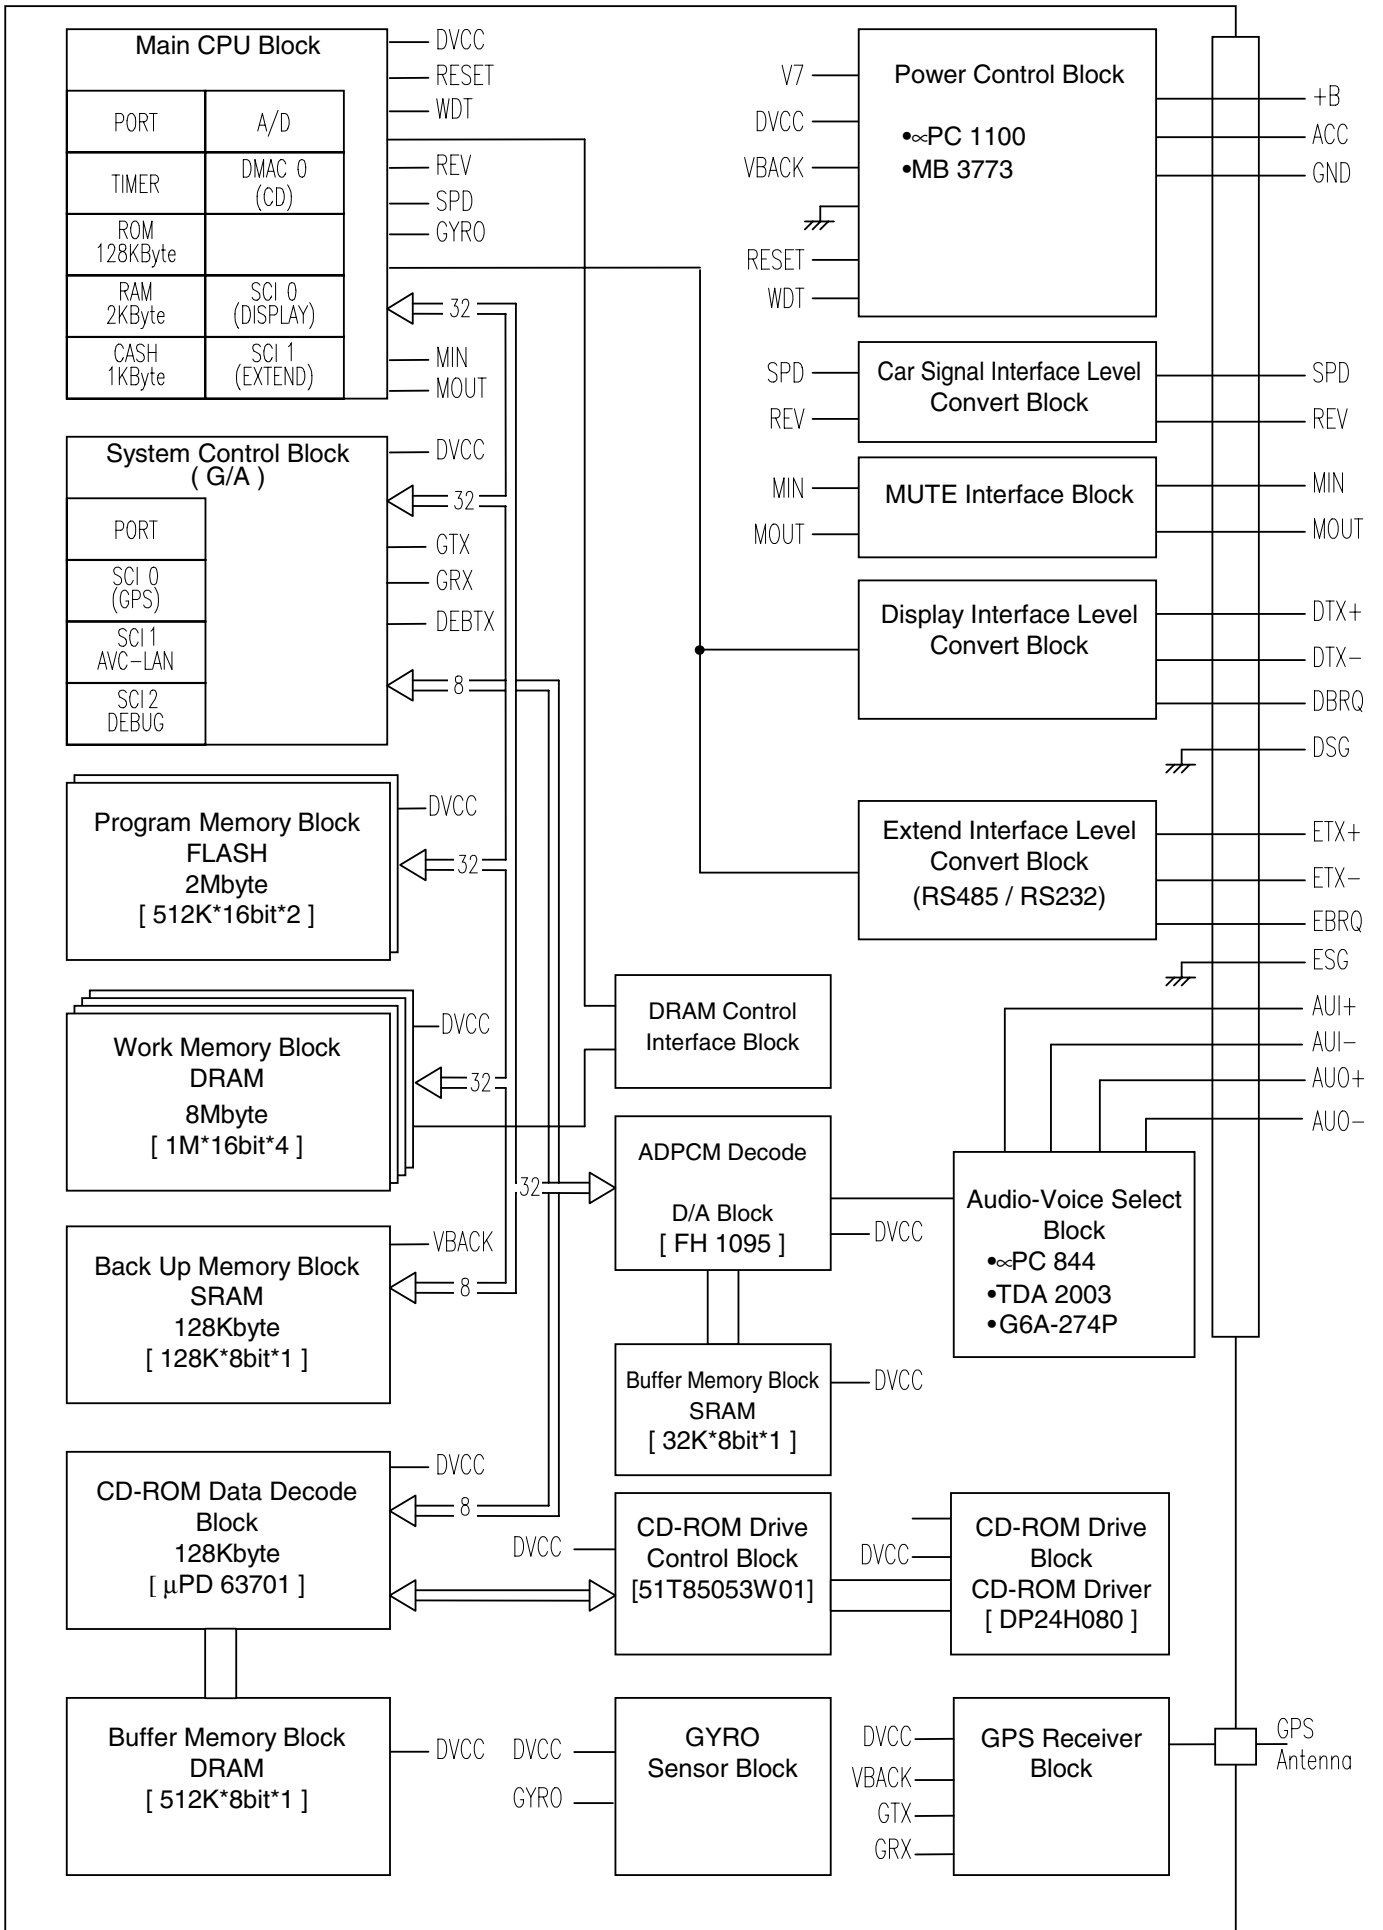 Main CPU Block
PORT
A/D
TIMER
DMAC 0
(CD)
ROM
128KByte
RAM
2KByte
SCI 0
(DISPLAY)
CASH
1KByte
SCI 1
(EXTEND)
DVCC
RESET
WDT
REV
SPD
GYRO
32
MIN
MOUT
System Control Block
( G/A )
PORT
SCI 0
(GPS)
SCI 1
AVC-LAN
SCI 2
DEBUG
DVCC
32
GTX
GRX
DEBTX
8
Program Memory Block
FLASH
2Mbyte
[ 512K*16bit*2 ]
DVCC
32
Work Memory Block
DRAM
8Mbyte
[ 1M*16bit*4 ]
DVCC
32
Back Up Memory Block
SRAM
128Kbyte
[ 128K*8bit*1 ]
VBACK
8
CD-ROM Data Decode
Block
128Kbyte
[ μPD 63701 ]
DVCC
8
Buffer Memory Block
DRAM
[ 512K*8bit*1 ]
DVCC
V7
DVCC
VBACK
RESET
WDT
Power Control Block
•∝PC 1100
•MB 3773
+B
ACC
GND
SPD
REV
Car Signal Interface Level
Convert Block
SPD
REV
MIN
MOUT
MUTE Interface Block
MIN
MOUT
Display Interface Level
Convert Block
DTX+
DTX-
DBRQ
DSG
Extend Interface Level
Convert Block
(RS485 / RS232)
ETX+
ETX-
EBRQ
ESG
AUI+
AUI-
AUO+
AUO-
DRAM Control
Interface Block
32
ADPCM Decode
D/A Block
[ FH 1095 ]
DVCC
Audio-Voice Select
Block
•∝PC 844
•TDA 2003
•G6A-274P
Buffer Memory Block
SRAM
[ 32K*8bit*1 ]
DVCC
DVCC
CD-ROM Drive
Control Block
[51T85053W01]
DVCC
CD-ROM Drive
Block
CD-ROM Driver
[ DP24H080 ]
DVCC
GYRO
GYRO
Sensor Block
DVCC
VBACK
GTX
GRX
GPS Receiver
Block
GPS
Antenna